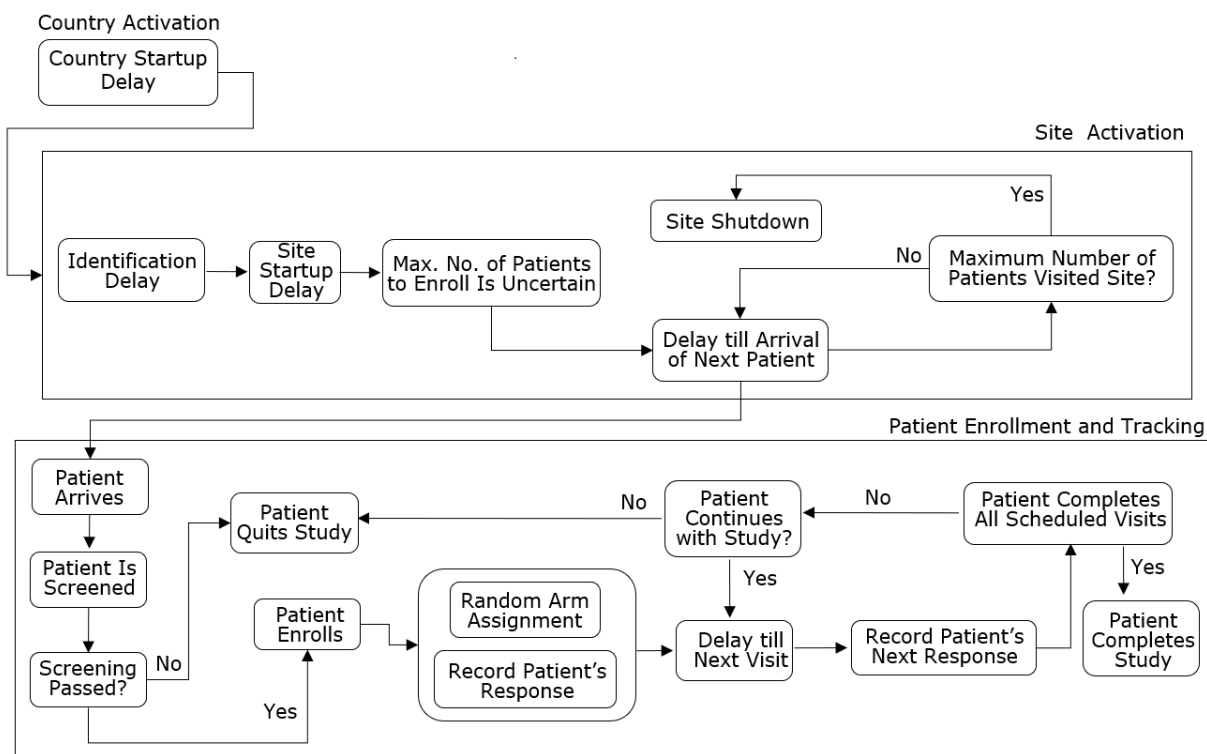 Country Activation
Country Startup
Delay
Site Activation
Yes
Site Shutdown
Identification
Delay
Site
Startup
Delay
Max. No. of Patients
to Enroll Is Uncertain
No
Maximum Number of
Patients Visited Site?
Delay till Arrival
of Next Patient
Patient Enrollment and Tracking
Patient
Arrives
Patient Is
Screened
Screening
Passed?
No
Yes
Patient
Quits Study
Patient
Enrolls
Random Arm
Assignment
Record Patient’s
Response
No
Patient
Continues
with Study?
Yes
Delay till
Next Visit
Record Patient’s
Next Response
No
Patient Completes
All Scheduled Visits
Yes
Patient
Completes
Study